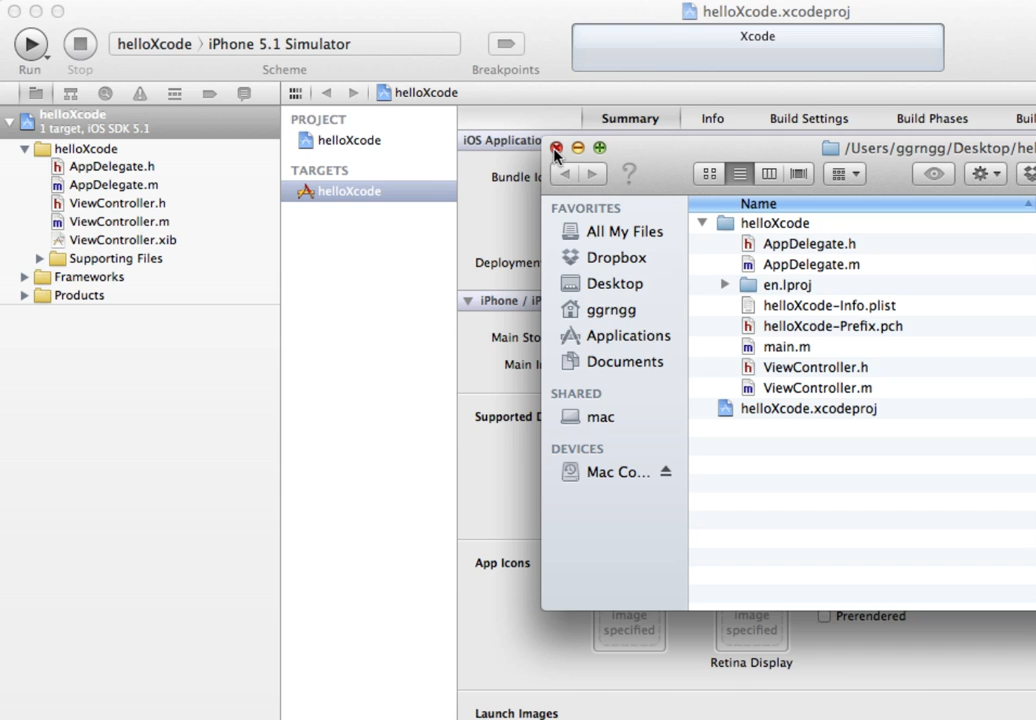 helloXcode.xcodeproj
helloXcode 〉 iPhone 5.1 Simulator
Xcode
Run
Stop
Scheme
Breakpoints
helloXcode
helloXcode
1 target, iOS SDK 5.1
helloXcode
AppDelegate.h
AppDelegate.m
ViewController.h
ViewController.m
ViewController.xib
Supporting Files
Frameworks
Products
PROJECT
helloXcode
TARGETS
helloXcode
Summary
Info
Build Settings
Build Phases
Bui
iOS Applicatio
Bundle Id
Deploymen
iPhone / iP
Main Sto
Main In
Supported D
App Icons
/Users/ggrngg/Desktop/hel
FAVORITES
All My Files
Dropbox
Desktop
ggrngg
Applications
Documents
SHARED
mac
DEVICES
Mac Co...
Name
helloXcode
AppDelegate.h
AppDelegate.m
en.lproj
helloXcode-Info.plist
helloXcode-Prefix.pch
main.m
ViewController.h
ViewController.m
helloXcode.xcodeproj
image
specified
image
specified
Prerendered
Retina Display
Launch Images